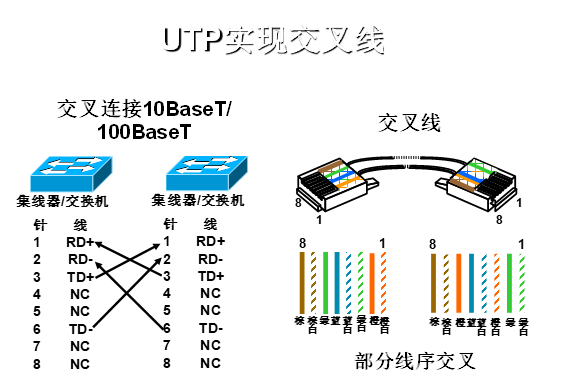 UTP实现交叉线
交叉连接10BaseT/
100BaseT
集线器/交换机 集线器/交换机
针 线 针 线
1 RD+ 1 RD+
2 RD- 2 RD-
3 TD+ 3 TD+
4 NC 4 NC
5 NC 5 NC
6 TD- 6 TD-
7 NC 7 NC
8 NC 8 NC
交叉线
8 1 1 8
8 1 8 1
棕 棕白 绿 蓝 蓝白 绿白 橙 橙白 棕 棕白 橙 蓝 蓝白 橙白 绿 绿白
部分线序交叉